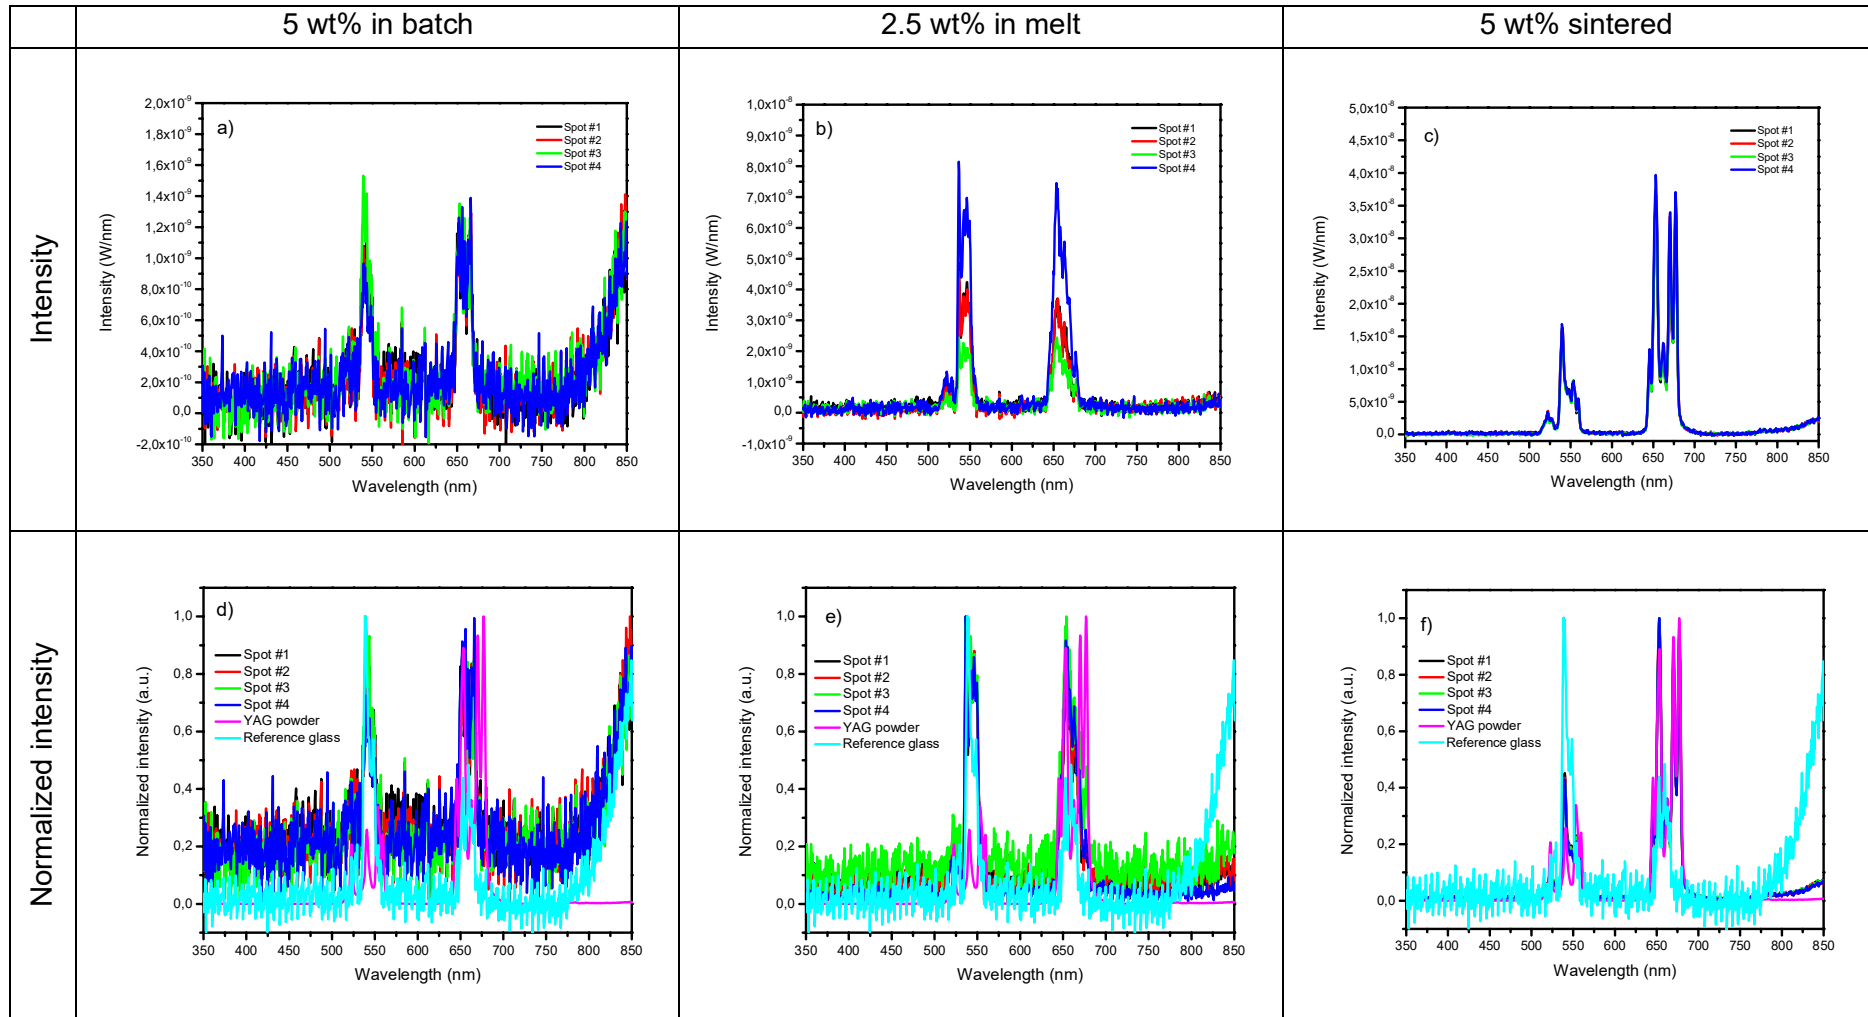 5 wt% in batch
2.5 wt% in melt
5 wt% sintered
Intensity
a)
Spot #1
Spot #2
Spot #3
Spot #4
2,0x10⁻⁹
1,8x10⁻⁹
1,6x10⁻⁹
1,4x10⁻⁹
1,2x10⁻⁹
1,0x10⁻⁹
8,0x10⁻¹⁰
6,0x10⁻¹⁰
4,0x10⁻¹⁰
2,0x10⁻¹⁰
0,0
-2,0x10⁻¹⁰
Intensity (W/nm)
350 400 450 500 550 600 650 700 750 800 850
Wavelength (nm)
b)
Spot #1
Spot #2
Spot #3
Spot #4
1,0x10⁻⁸
9,0x10⁻⁹
8,0x10⁻⁹
7,0x10⁻⁹
6,0x10⁻⁹
5,0x10⁻⁹
4,0x10⁻⁹
3,0x10⁻⁹
2,0x10⁻⁹
1,0x10⁻⁹
0,0
-1,0x10⁻⁹
Intensity (W/nm)
350 400 450 500 550 600 650 700 750 800 850
Wavelength (nm)
c)
Spot #1
Spot #2
Spot #3
Spot #4
5,0x10⁻⁸
4,5x10⁻⁸
4,0x10⁻⁸
3,5x10⁻⁸
3,0x10⁻⁸
2,5x10⁻⁸
2,0x10⁻⁸
1,5x10⁻⁸
1,0x10⁻⁸
5,0x10⁻⁹
0,0
Intensity (W/nm)
350 400 450 500 550 600 650 700 750 800 850
Wavelength (nm)
Normalized intensity
d)
Spot #1
Spot #2
Spot #3
Spot #4
YAG powder
Reference glass
1,0
0,8
0,6
0,4
0,2
0,0
Normalized intensity (a.u.)
350 400 450 500 550 600 650 700 750 800 850
Wavelength (nm)
e)
Spot #1
Spot #2
Spot #3
Spot #4
YAG powder
Reference glass
1,0
0,8
0,6
0,4
0,2
0,0
Normalized intensity (a.u.)
350 400 450 500 550 600 650 700 750 800 850
Wavelength (nm)
f)
Spot #1
Spot #2
Spot #3
Spot #4
YAG powder
Reference glass
1,0
0,8
0,6
0,4
0,2
0,0
Normalized intensity (a.u.)
350 400 450 500 550 600 650 700 750 800 850
Wavelength (nm)